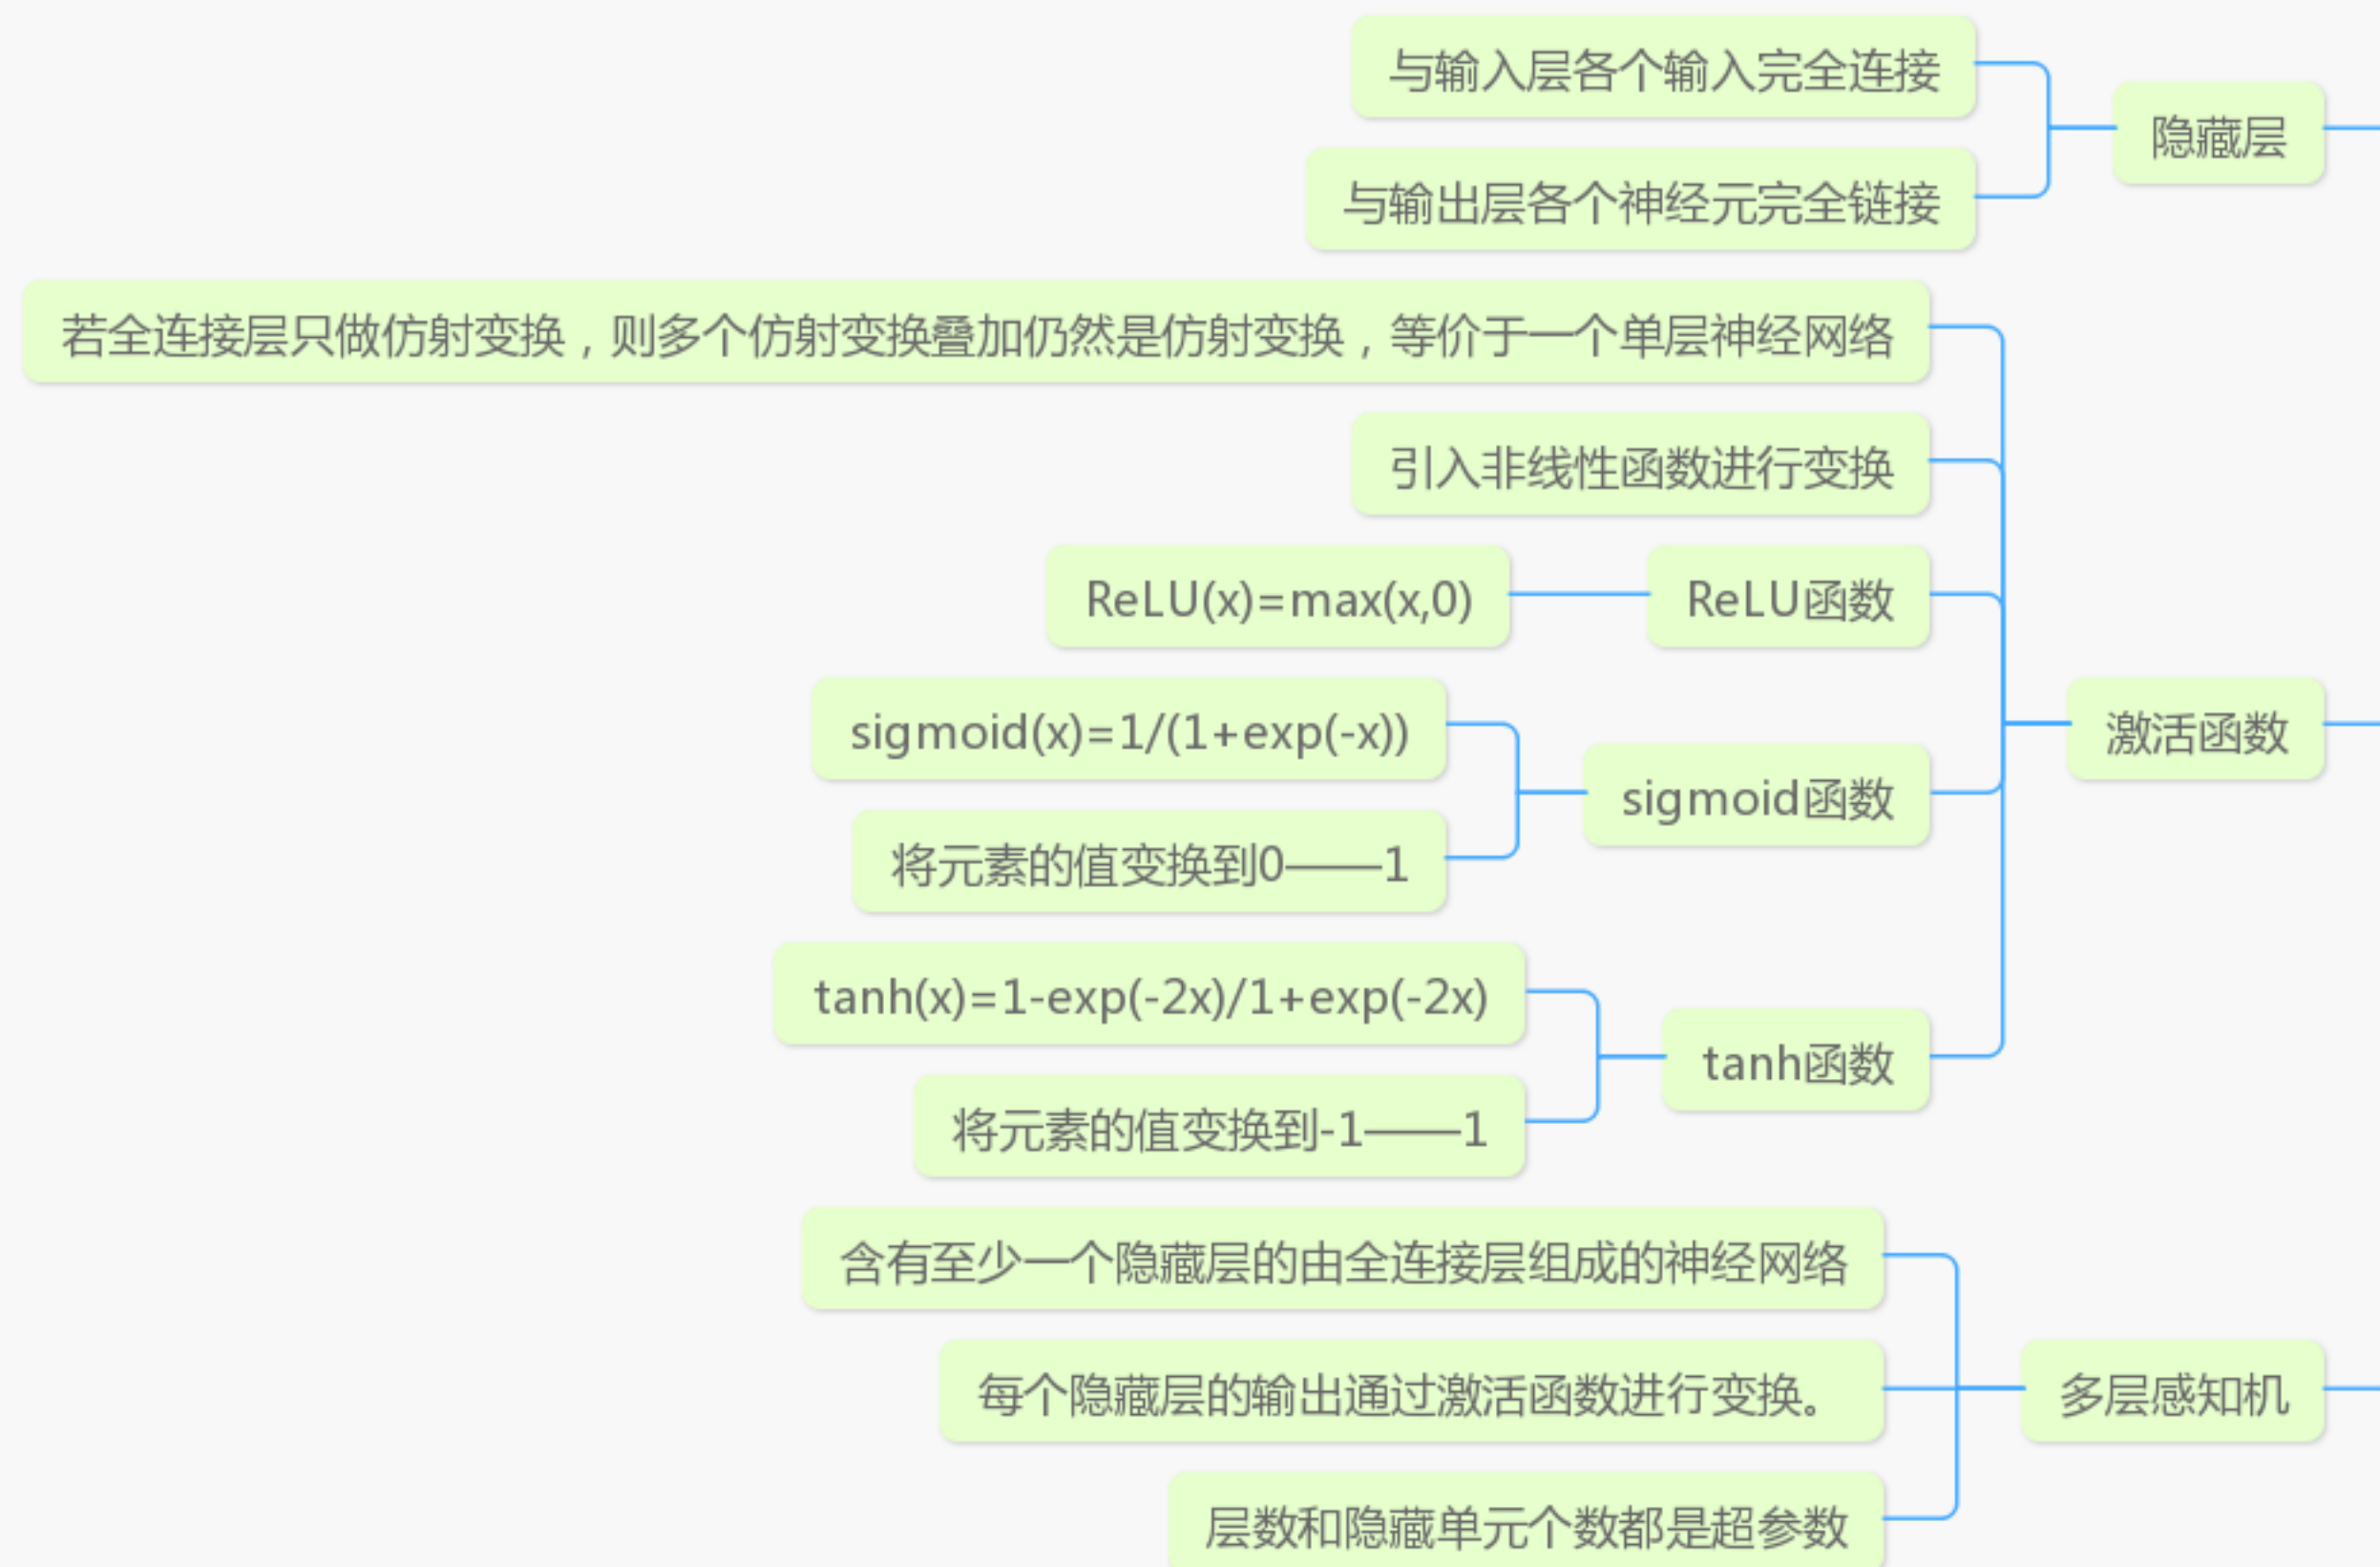 与输入层各个输入完全连接
隐藏层
与输出层各个神经元完全链接
若全连接层只做仿射变换，则多个仿射变换叠加仍然是仿射变换，等价于一个单层神经网络
引入非线性函数进行变换
ReLU(x)=max(x,0)
ReLU函数
sigmoid(x)=1/(1+exp(-x))
激活函数
sigmoid函数
将元素的值变换到0——1
tanh(x)=1-exp(-2x)/1+exp(-2x)
tanh函数
将元素的值变换到-1——1
含有至少一个隐藏层的由全连接层组成的神经网络
每个隐藏层的输出通过激活函数进行变换。
多层感知机
层数和隐藏单元个数都是超参数